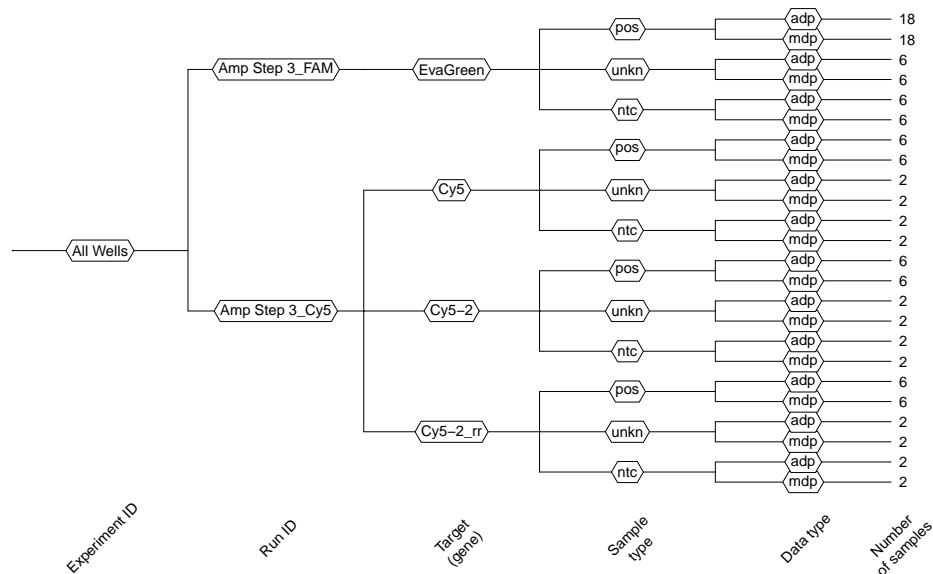 All Wells
Amp Step 3_FAM
EvaGreen
pos
adp 18
mdp 18
unkn
adp 6
mdp 6
ntc
adp 6
mdp 6
Amp Step 3_Cy5
Cy5−2
Cy5
pos
adp 6
mdp 6
unkn
adp 2
mdp 2
ntc
adp 2
mdp 2
pos
adp 6
mdp 6
unkn
adp 2
mdp 2
ntc
adp 2
mdp 2
Cy5−2_rr
pos
adp 6
mdp 6
unkn
adp 2
mdp 2
ntc
adp 2
mdp 2
Experiment ID
Run ID
Target
(gene)
Sample
type
Data type
Number
of samples